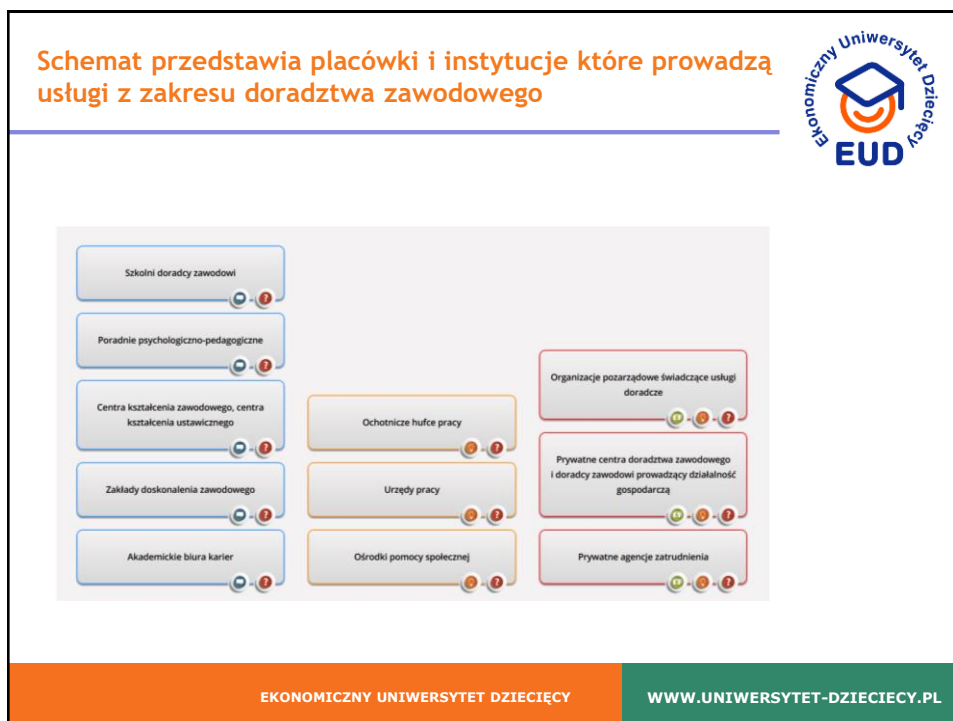 Schemat przedstawia placówki i instytucje które prowadzą
usługi z zakresu doradztwa zawodowego
Ekonomiczny Uniwersytet Dziecięcy
EUD
Szkolni doradcy zawodowi
?
Poradnie psychologiczno-pedagogiczne
?
Centra kształcenia zawodowego, centra
kształcenia ustawicznego
?
Zakłady doskonalenia zawodowego
?
Akademickie biura karier
?
Ochotnicze hufce pracy
?
Urzędy pracy
?
Ośrodki pomocy społecznej
?
Organizacje pozarządowe świadczące usługi
doradcze
?
Prywatne centra doradztwa zawodowego
i doradcy zawodowi prowadzący działalność
gospodarczą
?
Prywatne agencje zatrudnienia
?
EKONOMICZNY UNIWERSYTET DZIECIĘCY
WWW.UNIWERSYTET-DZIECIECY.PL